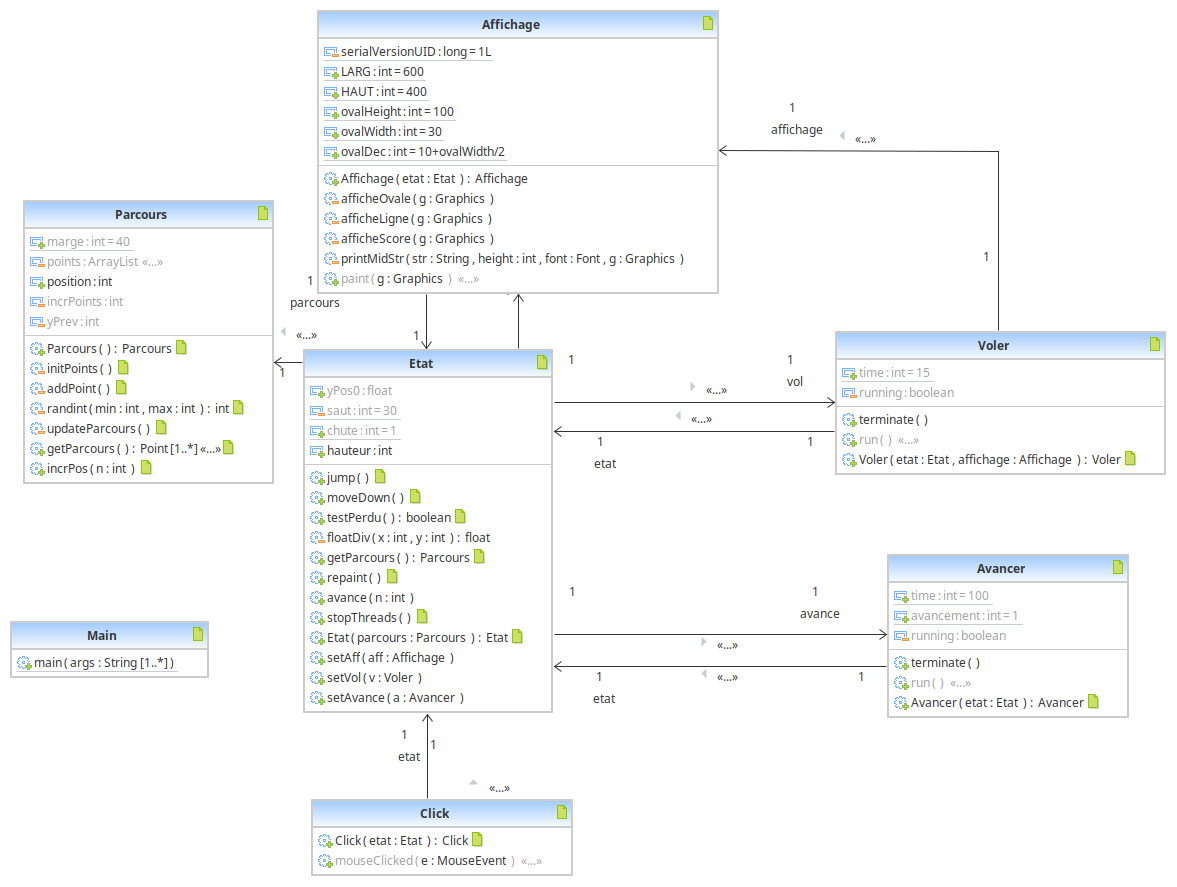 Affichage
serialVersionUID : long = 1L
LARG : int = 600
HAUT : int = 400
ovalHeight : int = 100
ovalWidth : int = 30
ovalDec : int = 10+ovalWidth/2
Affichage ( etat : Etat ) : Affichage
afficheOvale ( g : Graphics )
afficheLigne ( g : Graphics )
afficheScore ( g : Graphics )
printMidStr ( str : String , height : int , font : Font , g : Graphics )
paint ( g : Graphics ) «...»
1
affichage
«...»
1
Parcours
marge : int = 40
points : ArrayList «...»
position : int
incrPoints : int
yPrev : int
Parcours ( ) : Parcours
initPoints ( )
addPoint ( )
randint ( min : int , max : int ) : int
updateParcours ( )
getParcours ( ) : Point [1..*] «...»
incrPos ( n : int )
1
parcours
«...»
1
1
Etat
yPos0 : float
saut : int = 30
chute : int = 1
hauteur : int
jump ( )
moveDown ( )
testPerdu ( ) : boolean
floatDiv ( x : int , y : int ) : float
getParcours ( ) : Parcours
repaint ( )
avance ( n : int )
stopThreads ( )
Etat ( parcours : Parcours ) : Etat
setAff ( aff : Affichage )
setVol ( v : Voler )
setAvance ( a : Avancer )
1
1
vol
«...»
«...»
1
1
etat
Voler
time : int = 15
running : boolean
terminate ( )
run ( ) «...»
Voler ( etat : Etat , affichage : Affichage ) : Voler
1
1
avance
«...»
«...»
1
1
etat
Avancer
time : int = 100
avancement : int = 1
running : boolean
terminate ( )
run ( ) «...»
Avancer ( etat : Etat ) : Avancer
Main
main ( args : String [1..*] )
1
1
etat
«...»
Click
Click ( etat : Etat ) : Click
mouseClicked ( e : MouseEvent ) «...»